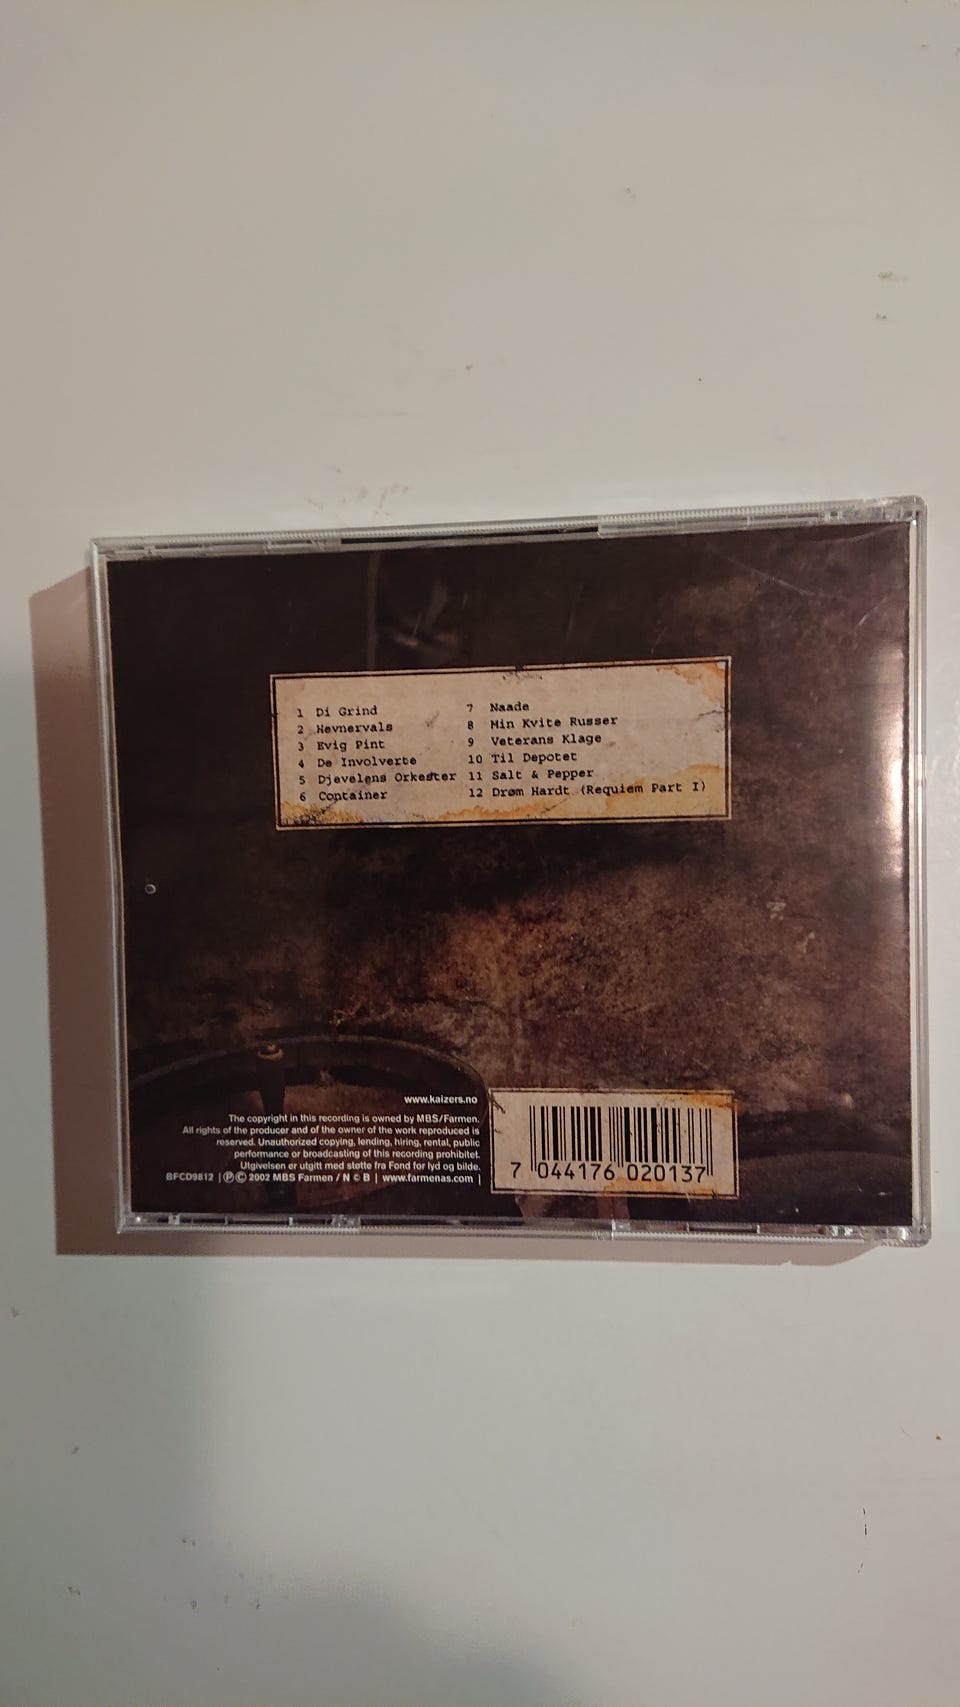 1 Di Grind
2 Hevnervals
3 Evig Pint
4 De Involverte
5 Djevelens Orkester
6 Container
7 Naade
8 Min Kvite Russer
9 Veterans Klage
10 Til Depotet
11 Salt & Pepper
12 Drøm Hardt (Requiem Part I)
www.kaizers.no
The copyright in this recording is owned by MBS/Farmen.
All rights of the producer and of the owner of the work reproduced is
reserved. Unauthorized copying, lending, hiring, rental, public
performance or broadcasting of this recording prohibitet.
Utgivelsen er utgitt med støtte fra Fond for lyd og bilde.
BFCD9812 | ℗ © 2002 MBS Farmen / N © B | www.farmenas.com |
7 044176 020137